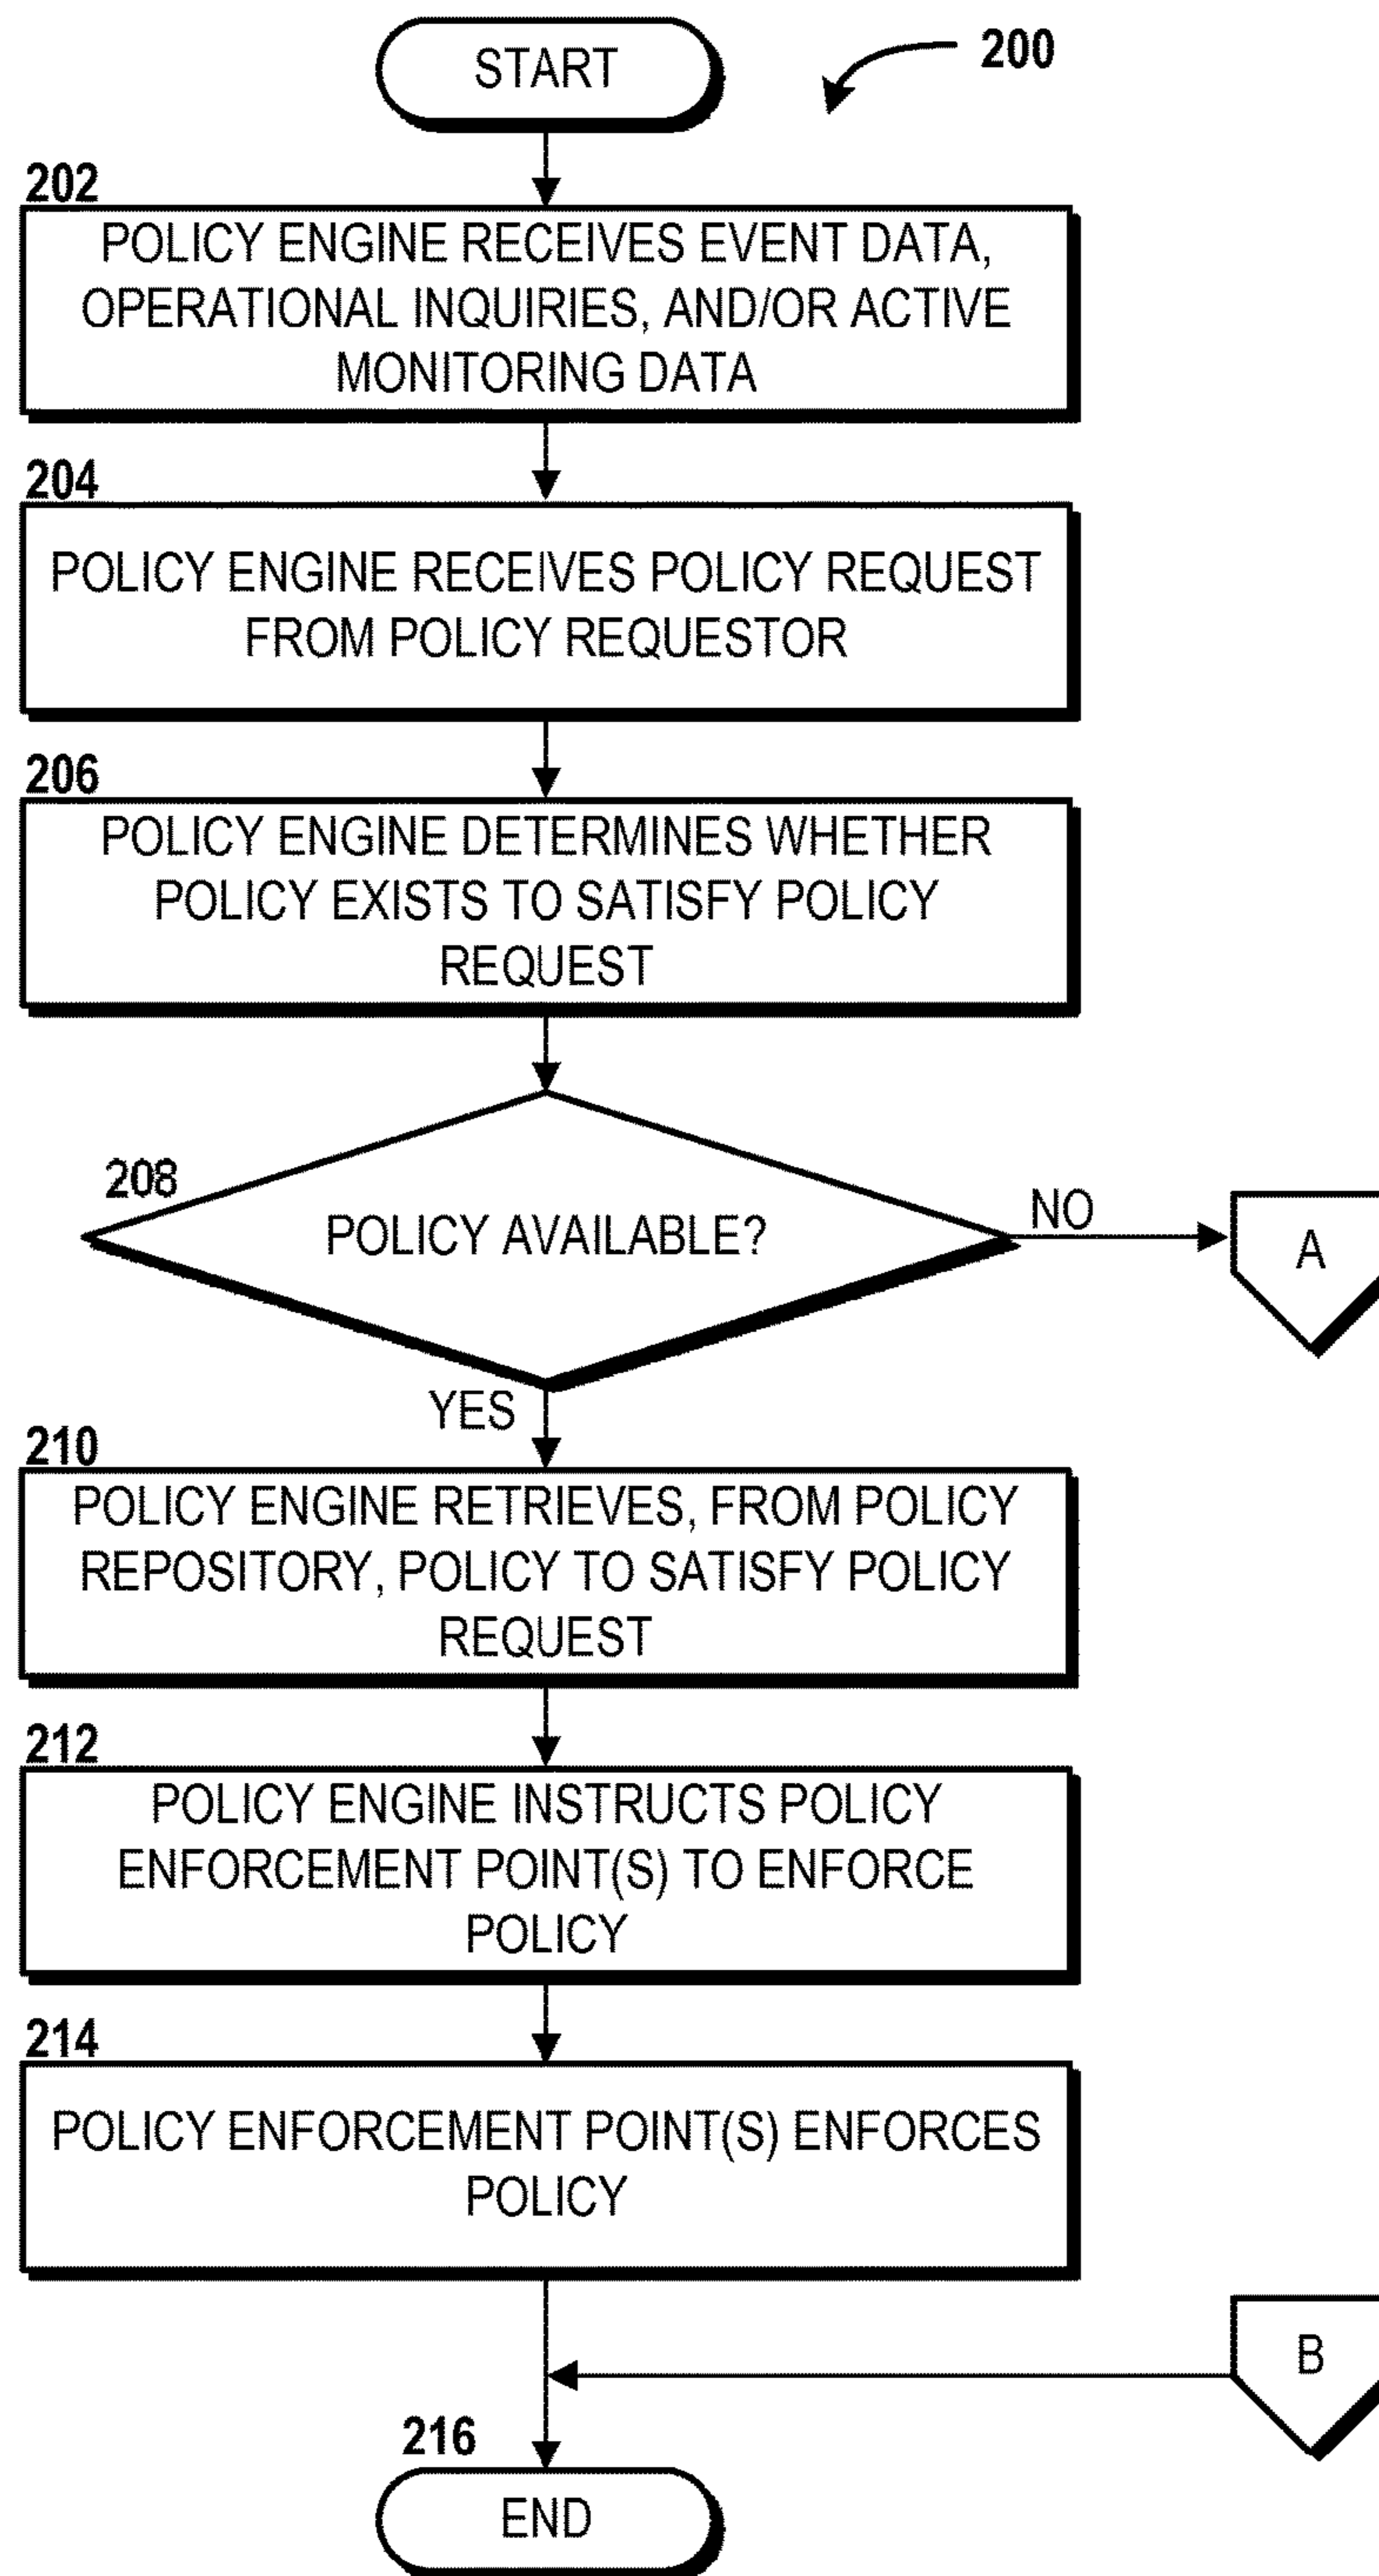 START
200
202
POLICY ENGINE RECEIVES EVENT DATA,
OPERATIONAL INQUIRIES, AND/OR ACTIVE
MONITORING DATA
204
POLICY ENGINE RECEIVES POLICY REQUEST
FROM POLICY REQUESTOR
206
POLICY ENGINE DETERMINES WHETHER
POLICY EXISTS TO SATISFY POLICY
REQUEST
208
POLICY AVAILABLE?
NO
A
YES
210
POLICY ENGINE RETRIEVES, FROM POLICY
REPOSITORY, POLICY TO SATISFY POLICY
REQUEST
212
POLICY ENGINE INSTRUCTS POLICY
ENFORCEMENT POINT(S) TO ENFORCE
POLICY
214
POLICY ENFORCEMENT POINT(S) ENFORCES
POLICY
B
216
END